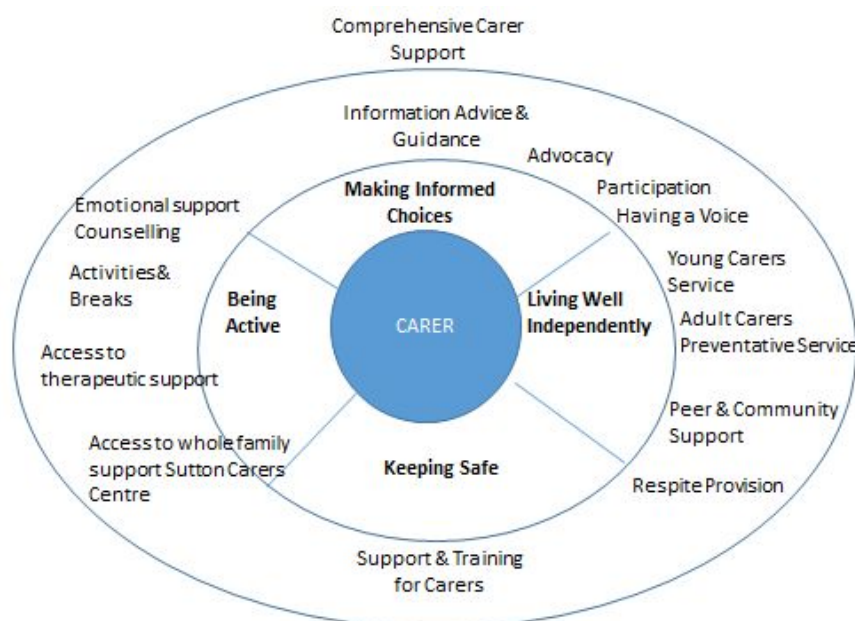 Comprehensive Carer
Support
Information Advice &
Guidance
Advocacy
Participation
Having a Voice
Making Informed
Choices
Emotional support
Counselling
Young Carers
Service
Activities &
Breaks
Being
Active
CARER
Living Well
Independently
Adult Carers
Preventative Service
Access to
therapeutic support
Peer & Community
Support
Access to whole family
support Sutton Carers
Centre
Keeping Safe
Respite Provision
Support & Training
for Carers